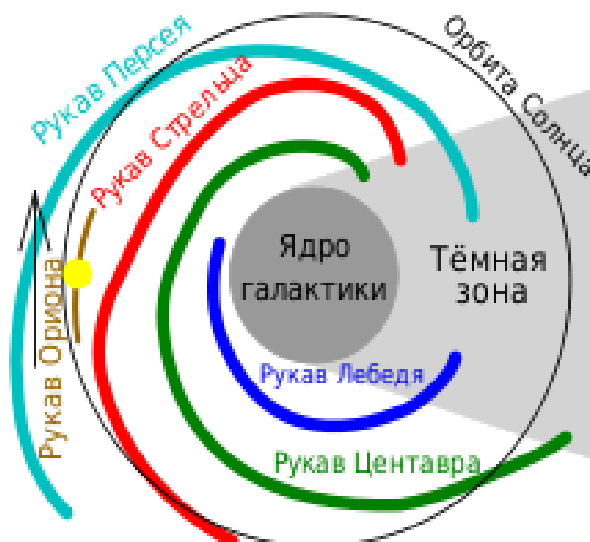 Рукав Персея
Орбита Солнца
Рукав Стрельца
Ядро
галактики
Тёмная
зона
Рукав Ориона
Рукав Лебедя
Рукав Центавра